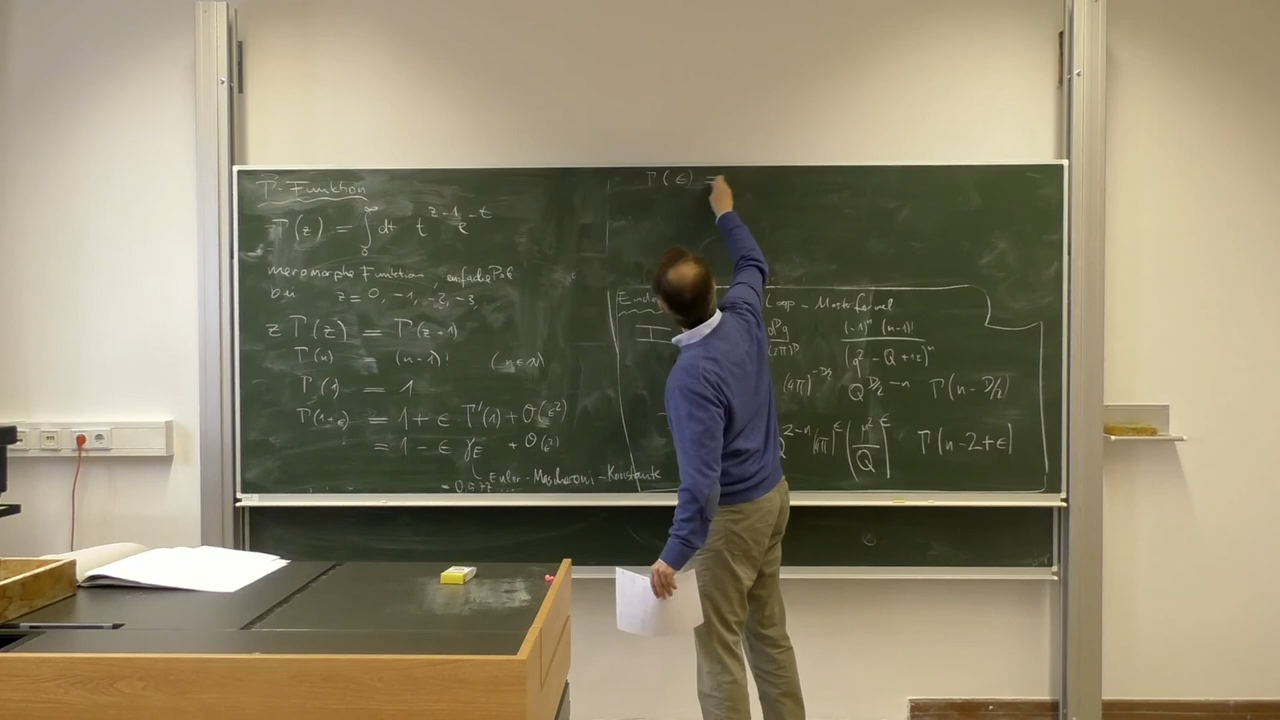 Γ-Funktion
Γ(z) = ∫₀^∞ dt t^{z-1} e^{-t}
meromorphe Funktion, einfache Pole
bei z = 0, -1, -2, -3,
z Γ(z) = Γ(z-1)
Γ(n) = (n-1)! (n∈ℕ)
Γ(1) = 1
Γ(1+ε) = 1 + ε Γ'(1) + O(ε²)
= 1 - ε γ_E + O(ε²)
Euler-Mascheroni-Konstante
Γ(ε) =
Loop-Masterformel
(-1)^n (n-1)! / (q² - Q + iε)^n
(4π)^{-D/2} Q^{D/2-n} Γ(n-D/2)
Q^{2-n} (4π)^ε (μ²/Q)^ε Γ(n-2+ε)